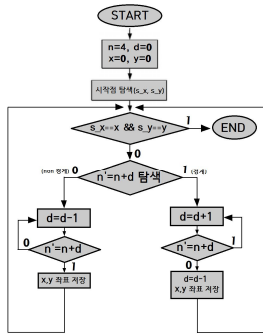 START
n=4, d=0
x=0, y=0
시작점 탐색(s_x, s_y)
s_x==x && s_y==y
1
END
0
(non 경계) 0
n'=n+d 탐색
1 (경계)
d=d-1
d=d+1
0
n'=n+d
n'=n+d
1
1
0
x,y 좌표 저장
d=d-1
x,y 좌표 저장